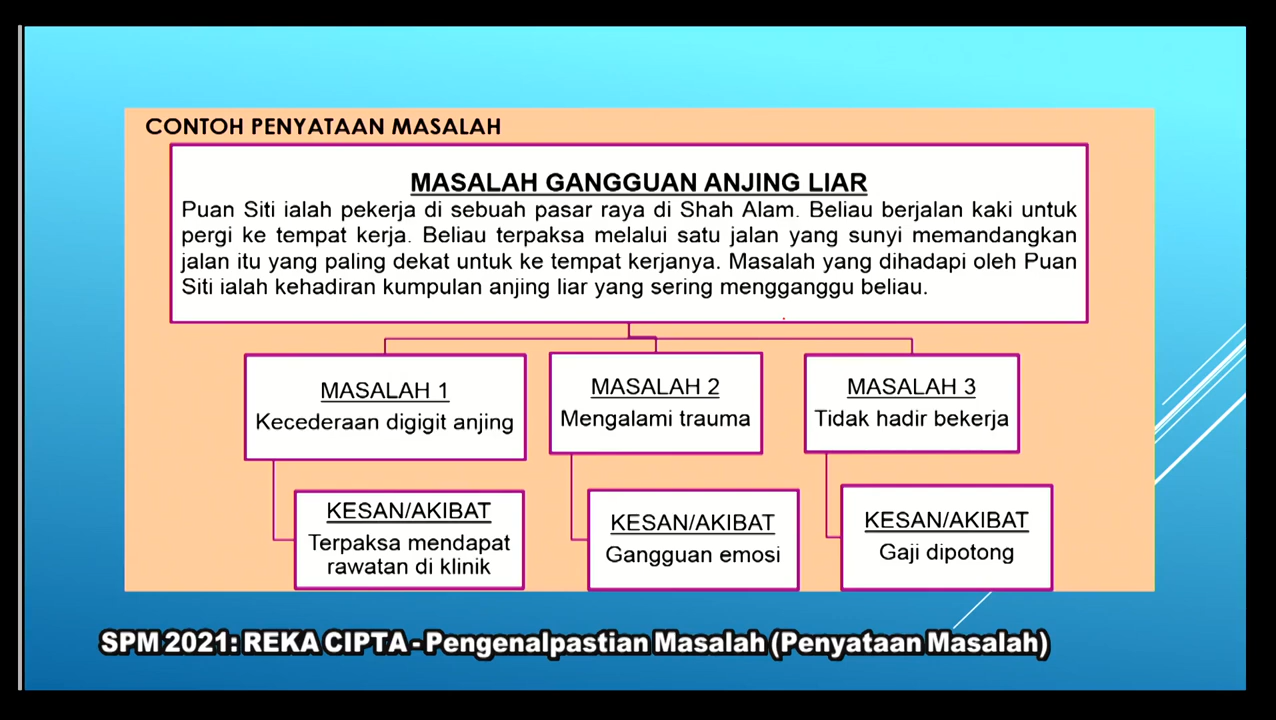 CONTOH PENYATAAN MASALAH
MASALAH GANGGUAN ANJING LIAR
Puan Siti ialah pekerja di sebuah pasar raya di Shah Alam. Beliau berjalan kaki untuk
pergi ke tempat kerja. Beliau terpaksa melalui satu jalan yang sunyi memandangkan
jalan itu yang paling dekat untuk ke tempat kerjanya. Masalah yang dihadapi oleh Puan
Siti ialah kehadiran kumpulan anjing liar yang sering mengganggu beliau.
MASALAH 1
Kecederaan digigit anjing
KESAN/AKIBAT
Terpaksa mendapat
rawatan di klinik
MASALAH 2
Mengalami trauma
KESAN/AKIBAT
Gangguan emosi
MASALAH 3
Tidak hadir bekerja
KESAN/AKIBAT
Gaji dipotong
SPM 2021: REKA CIPTA - Pengenalpastian Masalah (Penyataan Masalah)